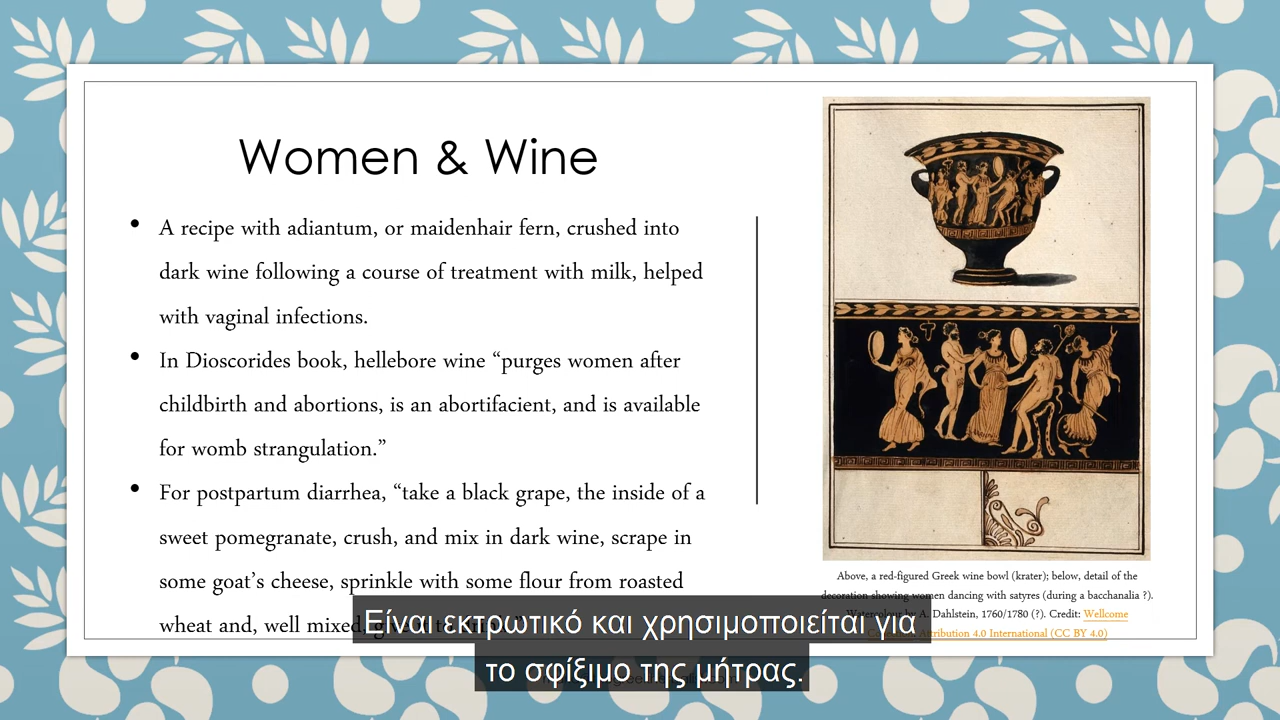 Women & Wine
• A recipe with adiantum, or maidenhair fern, crushed into
dark wine following a course of treatment with milk, helped
with vaginal infections.
• In Dioscorides book, hellebore wine “purges women after
childbirth and abortions, is an abortifacient, and is available
for womb strangulation.”
• For postpartum diarrhea, “take a black grape, the inside of a
sweet pomegranate, crush, and mix in dark wine, scrape in
some goat’s cheese, sprinkle with some flour from roasted
wheat and, well mixed,
Above, a red-figured Greek wine bowl (krater); below, detail of the
decoration showing women dancing with satyres (during a bacchanalia ?).
Watercolour by A. Dahlstein, 1760/1780 (?). Credit: Wellcome
Attribution 4.0 International (CC BY 4.0)
Είναι εκτρωτικό και χρησιμοποιείται για
το σφίξιμο της μήτρας.